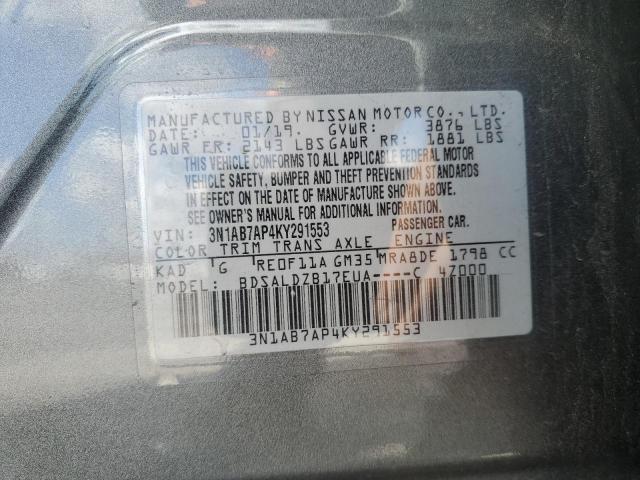 MANUFACTURED BY NISSAN MOTOR CO., LTD.
DATE: 01/19. GVWR: 3876 LBS
GAWR FR: 2143 LBS GAWR RR: 1881 LBS
THIS VEHICLE CONFORMS TO ALL APPLICABLE FEDERAL MOTOR
VEHICLE SAFETY, BUMPER AND THEFT PREVENTION STANDARDS
IN EFFECT ON THE DATE OF MANUFACTURE SHOWN ABOVE.
SEE OWNER'S MANUAL FOR ADDITIONAL INFORMATION.
VIN: 3N1AB7AP4KY291553 PASSENGER CAR.
COLOR TRIM TRANS AXLE ENGINE
KAD G RE0F11A GM35 MRA8DE 1798 CC
MODEL: BDSALDZB17EUA----C 47000
3N1AB7AP4KY291553